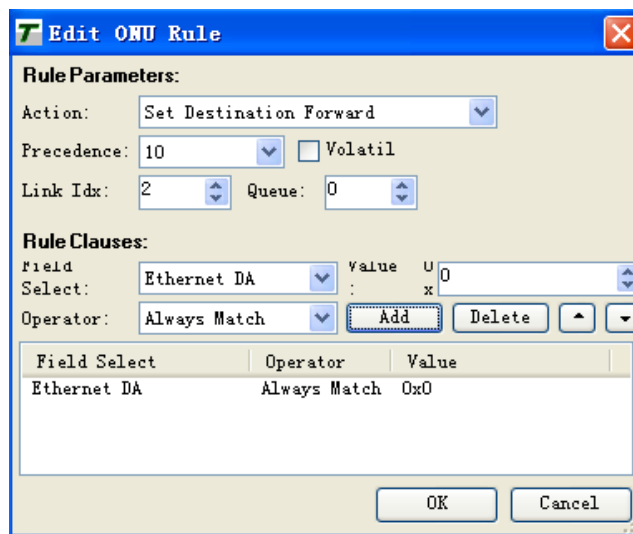 Edit ONU Rule
Rule Parameters:
Action: Set Destination Forward
Precedence: 10 Volatil
Link Idx: 2 Queue: 0
Rule Clauses:
Field Select: Ethernet DA Value : 0x 0
Operator: Always Match Add Delete
Field Select Operator Value
Ethernet DA Always Match 0x0
OK Cancel